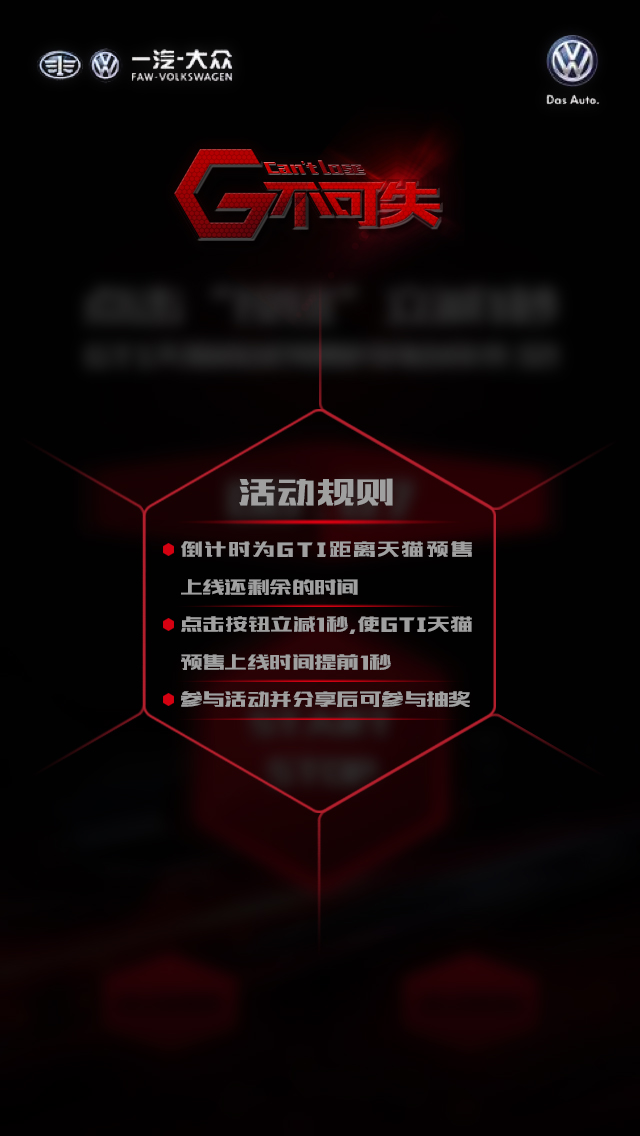 一汽-大众
FAW-VOLKSWAGEN
Das Auto.
Can't lose
G不可失
活动规则
倒计时为GTI距离天猫预售
上线还剩余的时间
点击按钮立减1秒,使GTI天猫
预售上线时间提前1秒
参与活动并分享后可参与抽奖